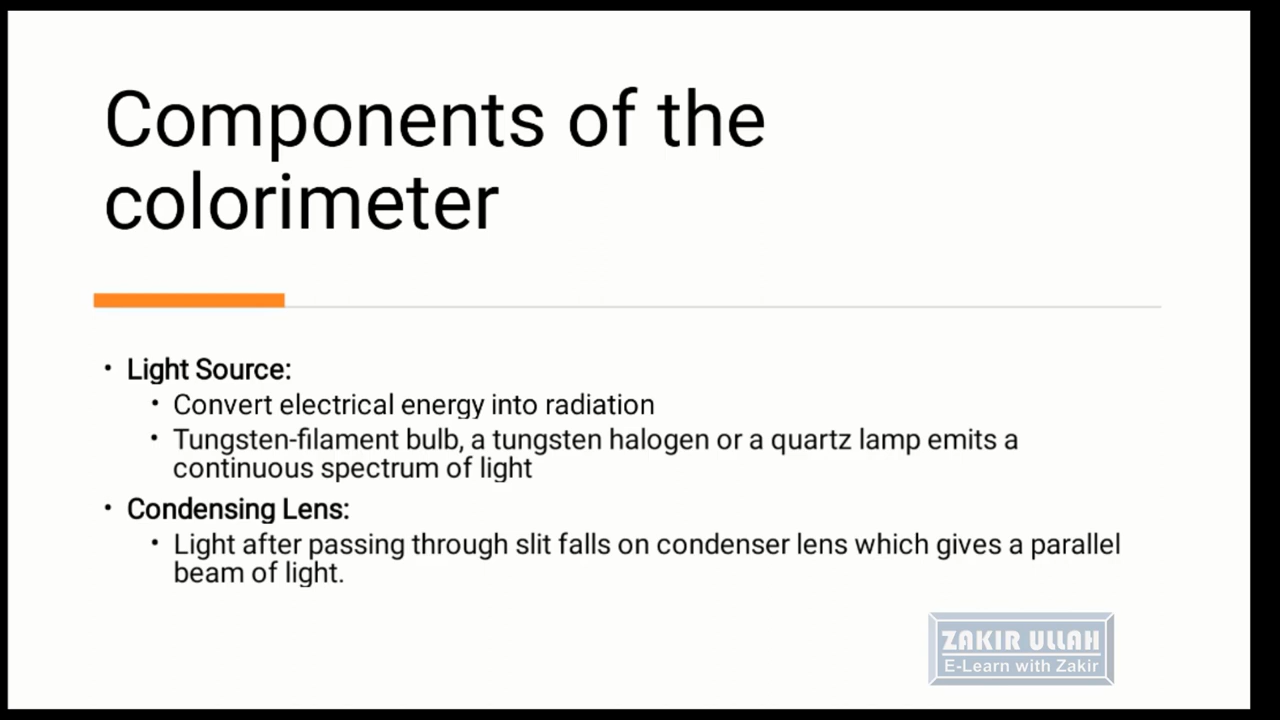 Components of the
colorimeter
• Light Source:
• Convert electrical energy into radiation
• Tungsten-filament bulb, a tungsten halogen or a quartz lamp emits a
continuous spectrum of light
• Condensing Lens:
• Light after passing through slit falls on condenser lens which gives a parallel
beam of light.
ZAKIR ULLAH
E-Learn with Zakir